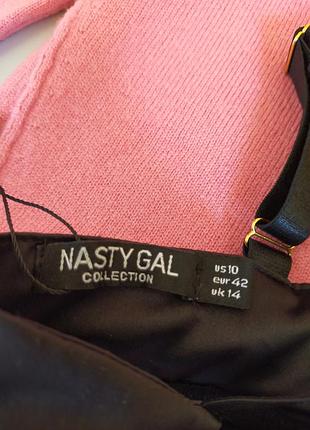 NASTY GAL
COLLECTION
us 10
eur 42
uk 14